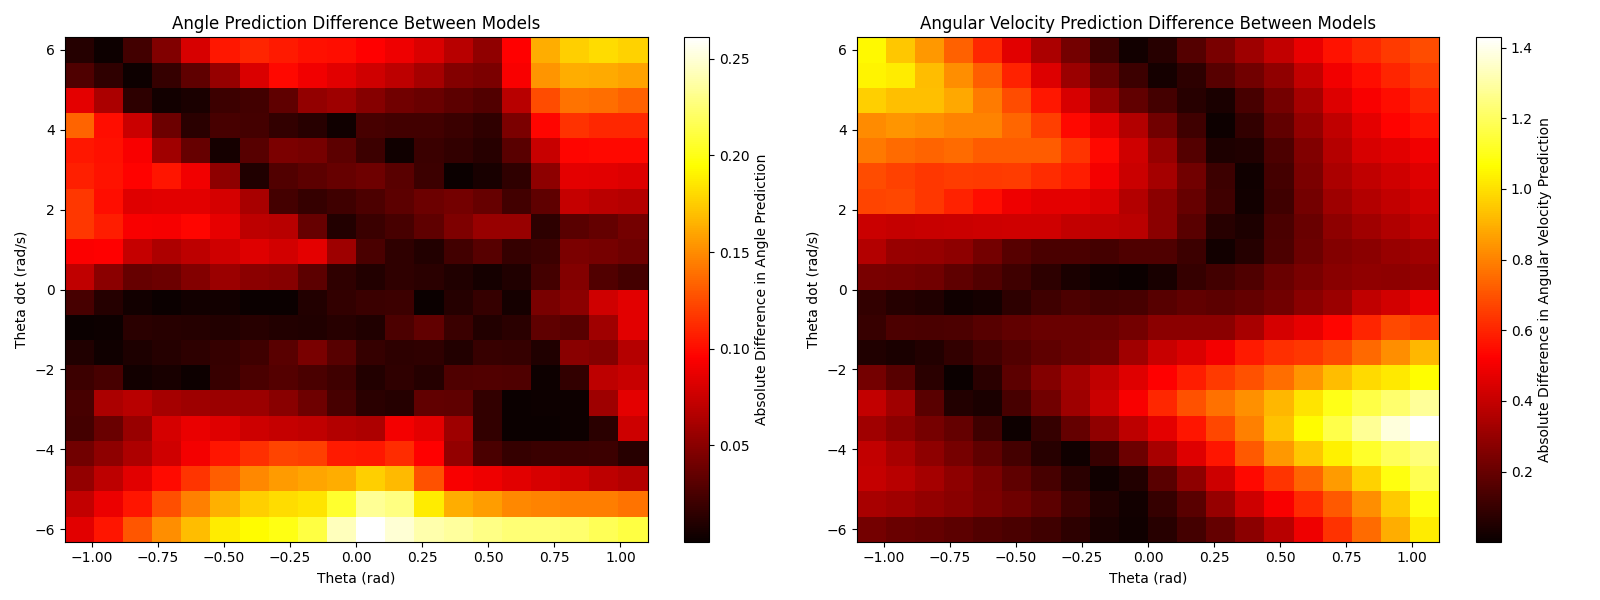 Angle Prediction Difference Between Models
6
4
2
0
−2
−4
−6
Theta dot (rad/s)
−1.00 −0.75 −0.50 −0.25 0.00 0.25 0.50 0.75 1.00
Theta (rad)
0.25
0.20
0.15
0.10
0.05
Absolute Difference in Angle Prediction
Angular Velocity Prediction Difference Between Models
6
4
2
0
−2
−4
−6
Theta dot (rad/s)
−1.00 −0.75 −0.50 −0.25 0.00 0.25 0.50 0.75 1.00
Theta (rad)
1.4
1.2
1.0
0.8
0.6
0.4
0.2
Absolute Difference in Angular Velocity Prediction